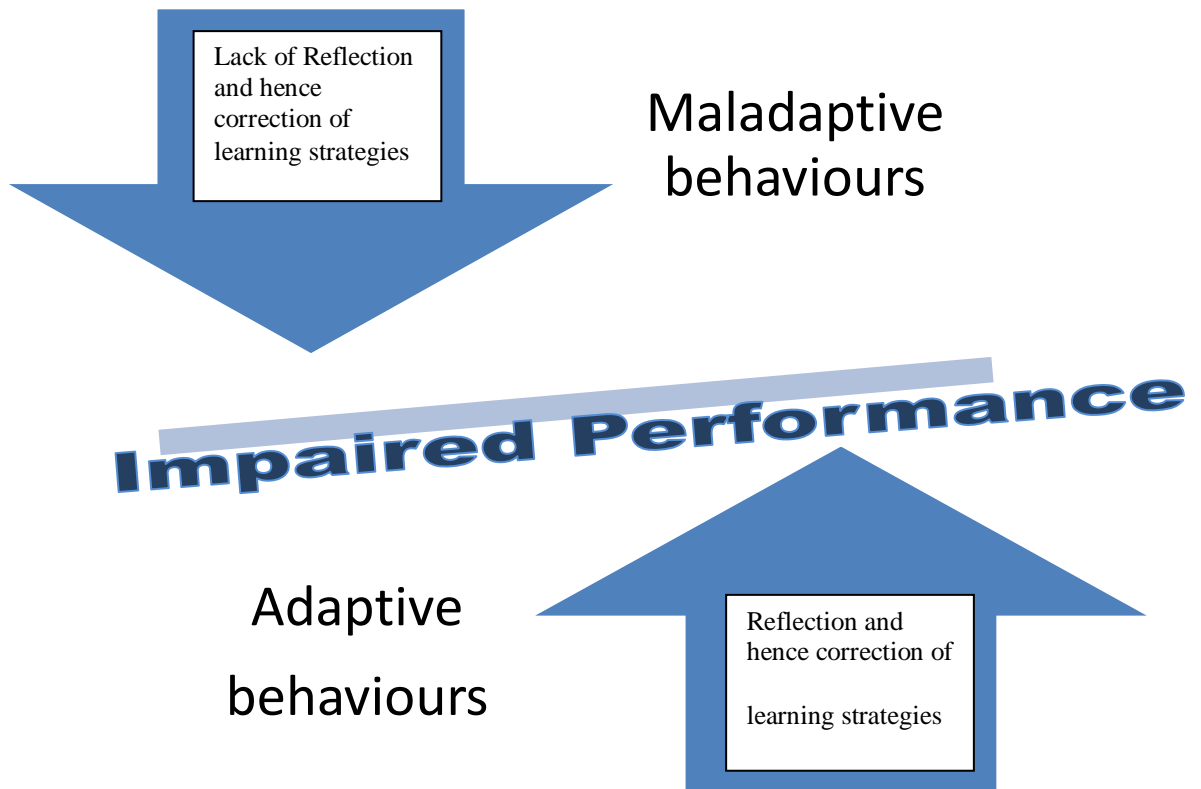 Lack of Reflection
and hence
correction of
learning strategies
Maladaptive
behaviours
Impaired Performance
Adaptive
behaviours
Reflection and
hence correction of
learning strategies